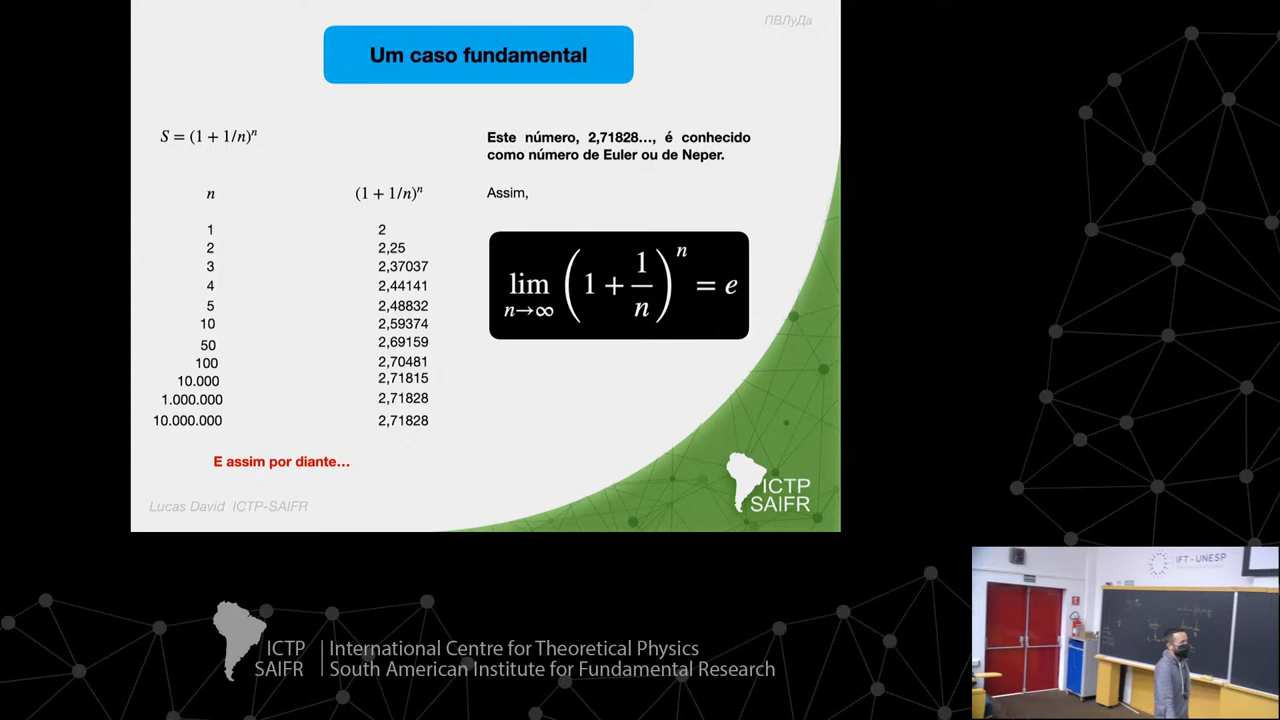 ПВЛуДа
Um caso fundamental
S = (1 + 1/n)^n
n (1 + 1/n)^n
1 2
2 2,25
3 2,37037
4 2,44141
5 2,48832
10 2,59374
50 2,69159
100 2,70481
10.000 2,71815
1.000.000 2,71828
10.000.000 2,71828
E assim por diante…
Este número, 2,71828…, é conhecido
como número de Euler ou de Neper.
Assim,
lim n→∞ (1 + 1/n)^n = e
Lucas David ICTP-SAIFR
ICTP
SAIFR
IFT - UNESP
ICTP International Centre for Theoretical Physics
SAIFR South American Institute for Fundamental Research